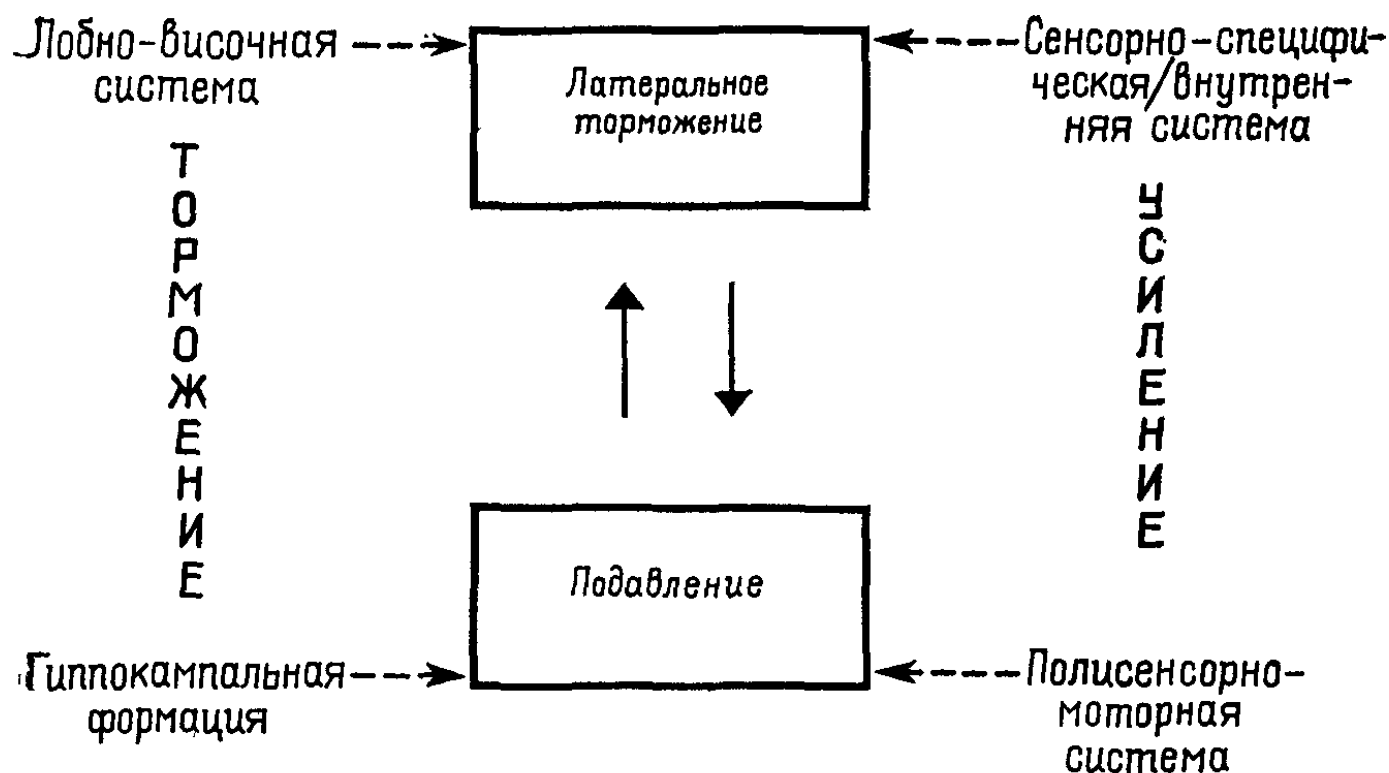 Лобно-височная
система
Латеральное
торможение
Сенсорно-специфи-
ческая/внутрен-
няя система
ТОРМОЖЕНИЕ
УСИЛЕНИЕ
Подавление
Гиппокампальная
формация
Полисенсорно-
моторная
система